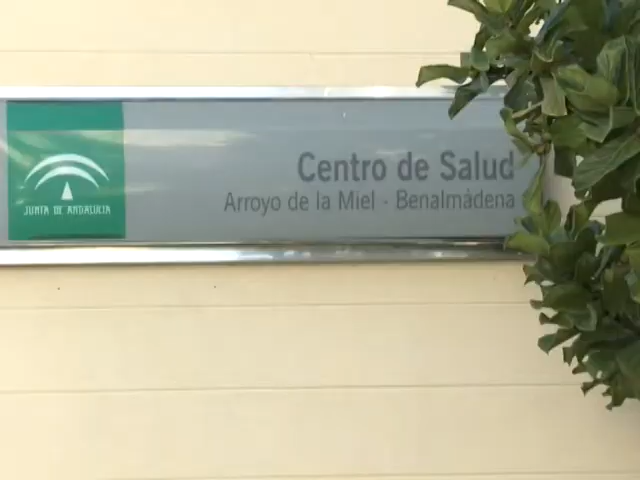 JUNTA DE ANDALUCIA
Centro de Salud
Arroyo de la Miel - Benalmádena